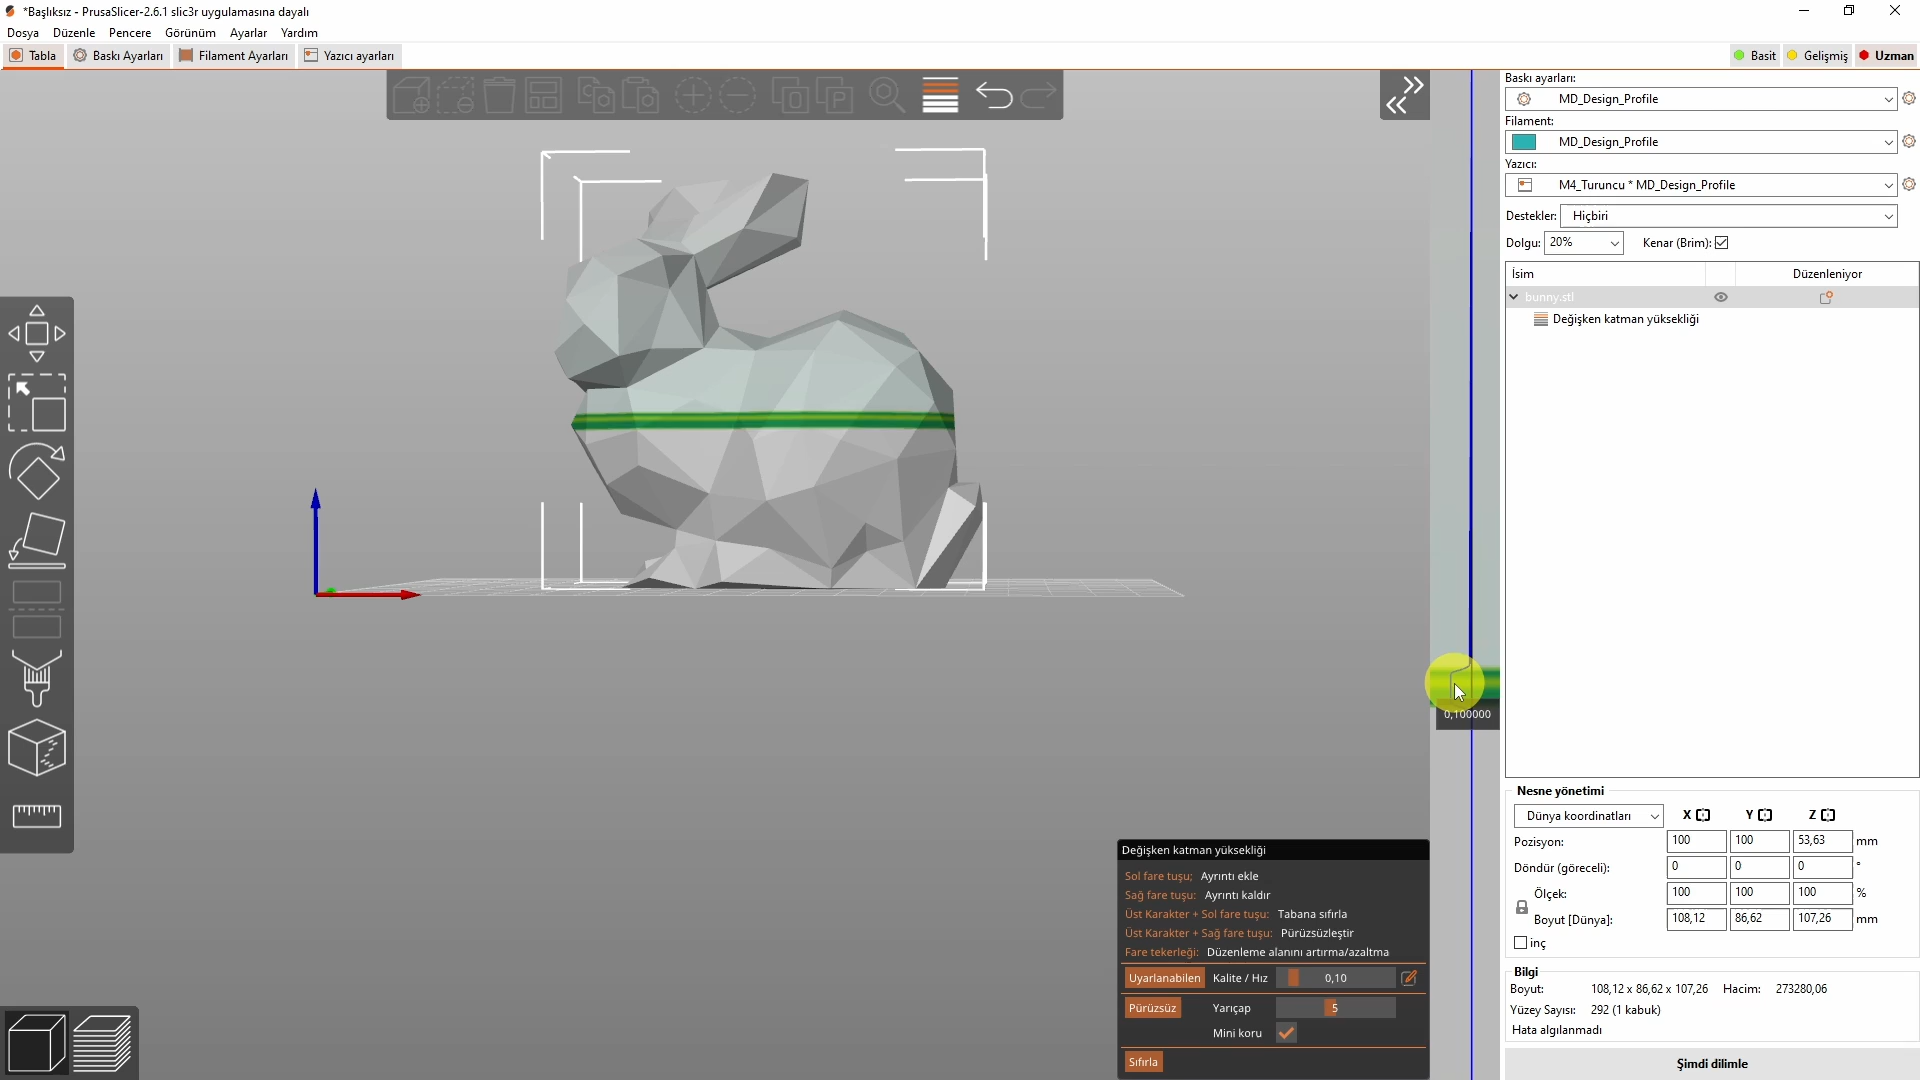 *Başlıksız - PrusaSlicer-2.6.1 slic3r uygulamasına dayalı
Dosya Düzenle Pencere Görünüm Ayarlar Yardım
Tabla Baskı Ayarları Filament Ayarları Yazıcı ayarları
Basit Gelişmiş Uzman
Baskı ayarları:
MD_Design_Profile
Filament:
MD_Design_Profile
Yazıcı:
M4_Turuncu * MD_Design_Profile
Destekler: Hiçbiri
Dolgu: 20% Kenar (Brim):
İsim Düzenleniyor
bunny.stl
Değişken katman yüksekliği
0,100000
Nesne yönetimi
Dünya koordinatları X Y Z
Pozisyon: 100 100 53,63 mm
Döndür (göreceli): 0 0 0 °
Ölçek: 100 100 100 %
Boyut [Dünya]: 108,12 86,62 107,26 mm
inç
Bilgi
Boyut: 108,12 x 86,62 x 107,26 Hacim: 273280,06
Yüzey Sayısı: 292 (1 kabuk)
Hata algılanmadı
Şimdi dilimle
Değişken katman yüksekliği
Sol fare tuşu: Ayrıntı ekle
Sağ fare tuşu: Ayrıntı kaldır
Üst Karakter + Sol fare tuşu: Tabana sıfırla
Üst Karakter + Sağ fare tuşu: Pürüzsüzleştir
Fare tekerleği: Düzenleme alanını artırma/azaltma
Uyarlanabilen Kalite / Hız 0,10
Pürüzsüz Yarıçap 5
Mini koru
Sıfırla